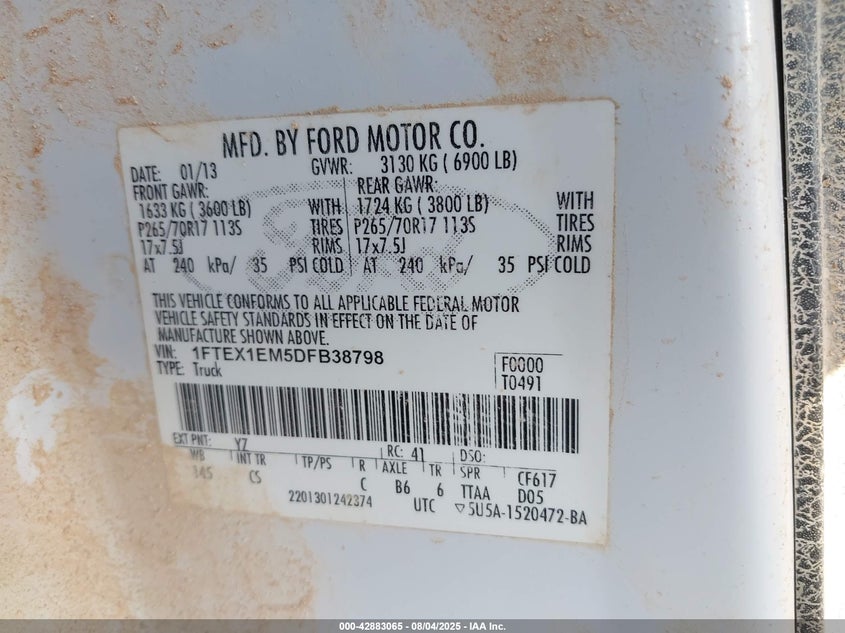 MFD. BY FORD MOTOR CO.
DATE: 01/13 GVWR: 3130 KG ( 6900 LB)
FRONT GAWR: REAR GAWR:
1633 KG ( 3600 LB) WITH 1724 KG ( 3800 LB) WITH
P265/70R17 113S TIRES P265/70R17 113S TIRES
17x7.5J RIMS 17x7.5J RIMS
AT 240 kPa/ 35 PSI COLD AT 240 kPa/ 35 PSI COLD
THIS VEHICLE CONFORMS TO ALL APPLICABLE FEDERAL MOTOR
VEHICLE SAFETY STANDARDS IN EFFECT ON THE DATE OF
MANUFACTURE SHOWN ABOVE.
VIN: 1FTEX1EM5DFB38798 F0000
TYPE: Truck T0491
EXT PNT: YZ RC: 41 DSO:
WB INT TR TP/PS R AXLE TR SPR CF617
145 CS C B6 6 TTAA D05
2201301242374 UTC ▽5U5A-1520472-BA
000-42883065 - 08/04/2025 - IAA Inc.